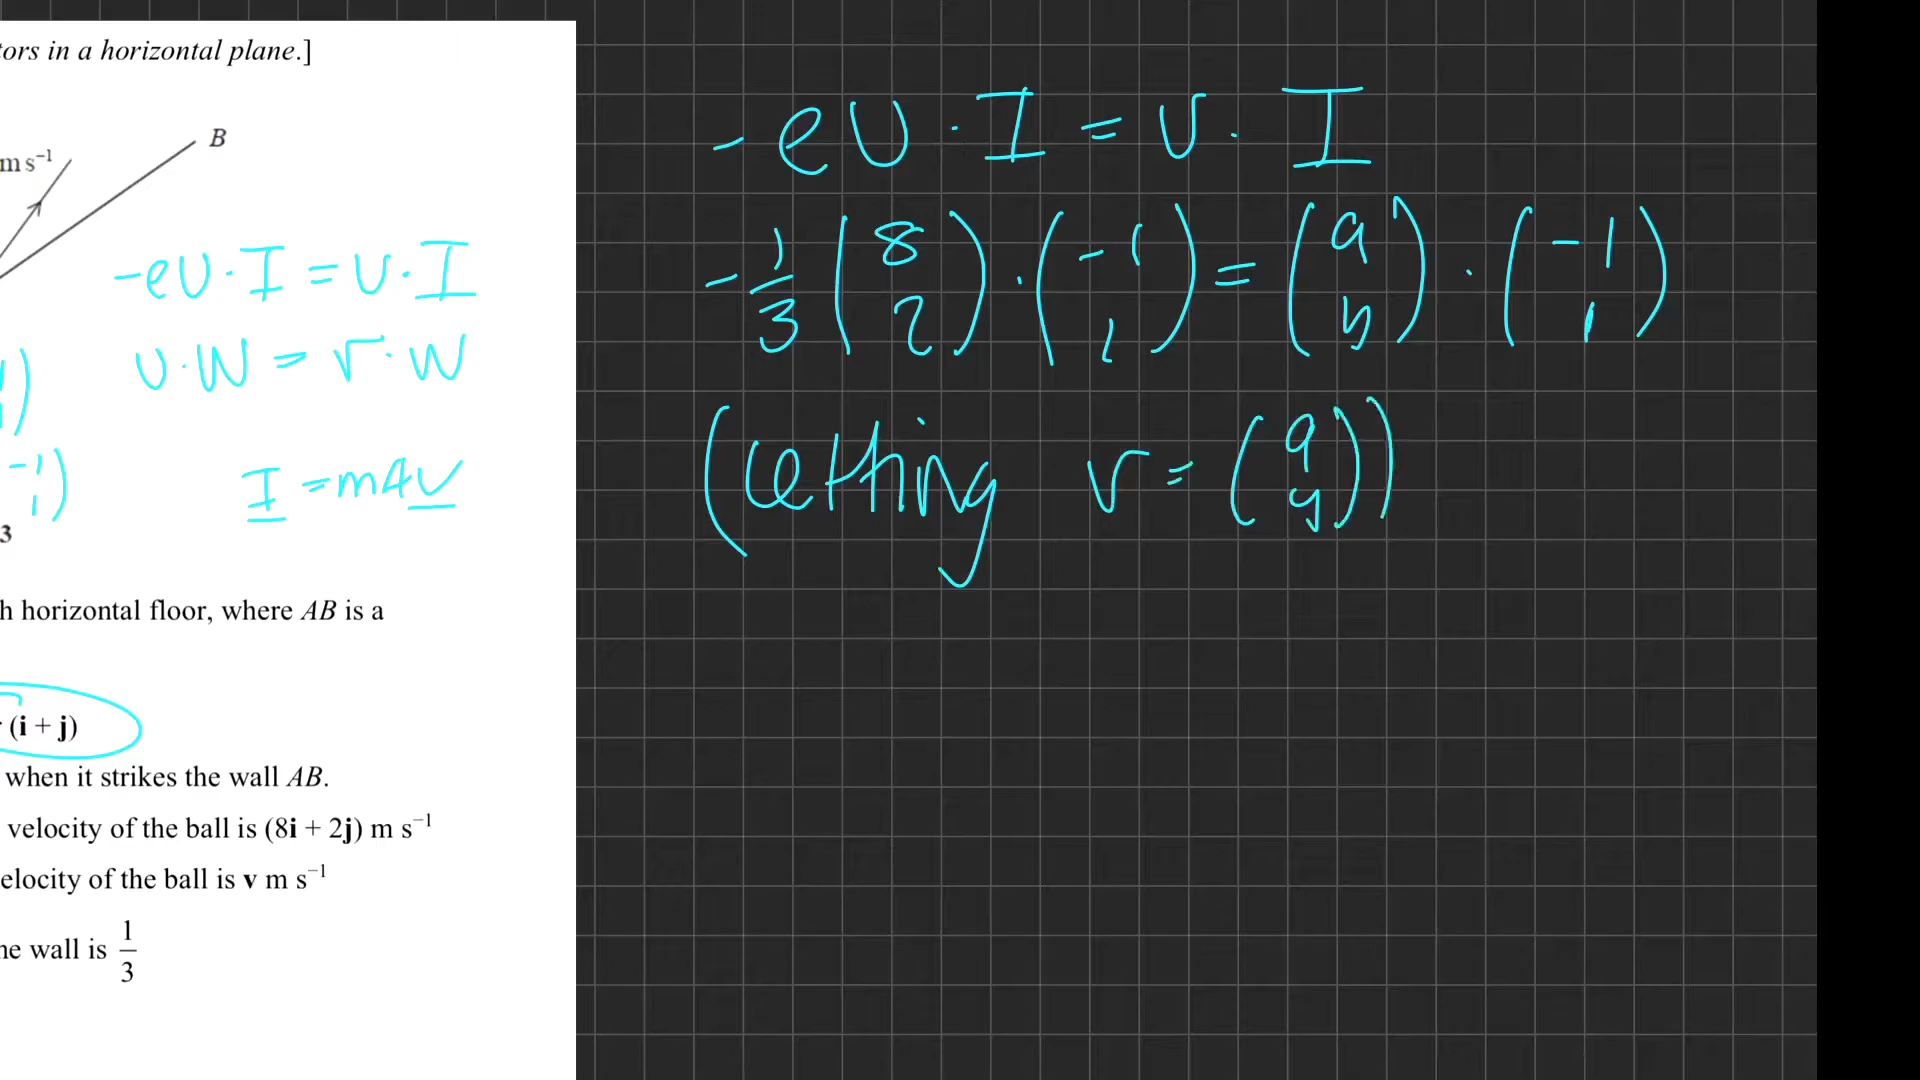 tors in a horizontal plane.]
B
m s⁻¹
-eU·I = v·I
U·W = v·W
I = mΔV
3
h horizontal floor, where AB is a
(i + j)
when it strikes the wall AB.
velocity of the ball is (8i + 2j) m s⁻¹
elocity of the ball is v m s⁻¹
he wall is 1/3
-eU·I = v·I
-1/3 (8 2)·(-1 1) = (a y)·(-1 1)
(letting v = (a y))